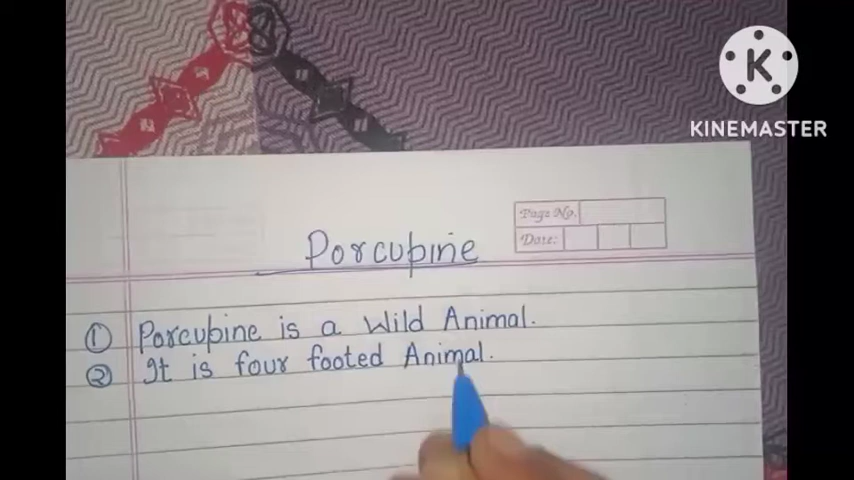 KINEMASTER
Page No.
Date:
Porcupine
① Porcupine is a Wild Animal.
② It is four footed Animal.